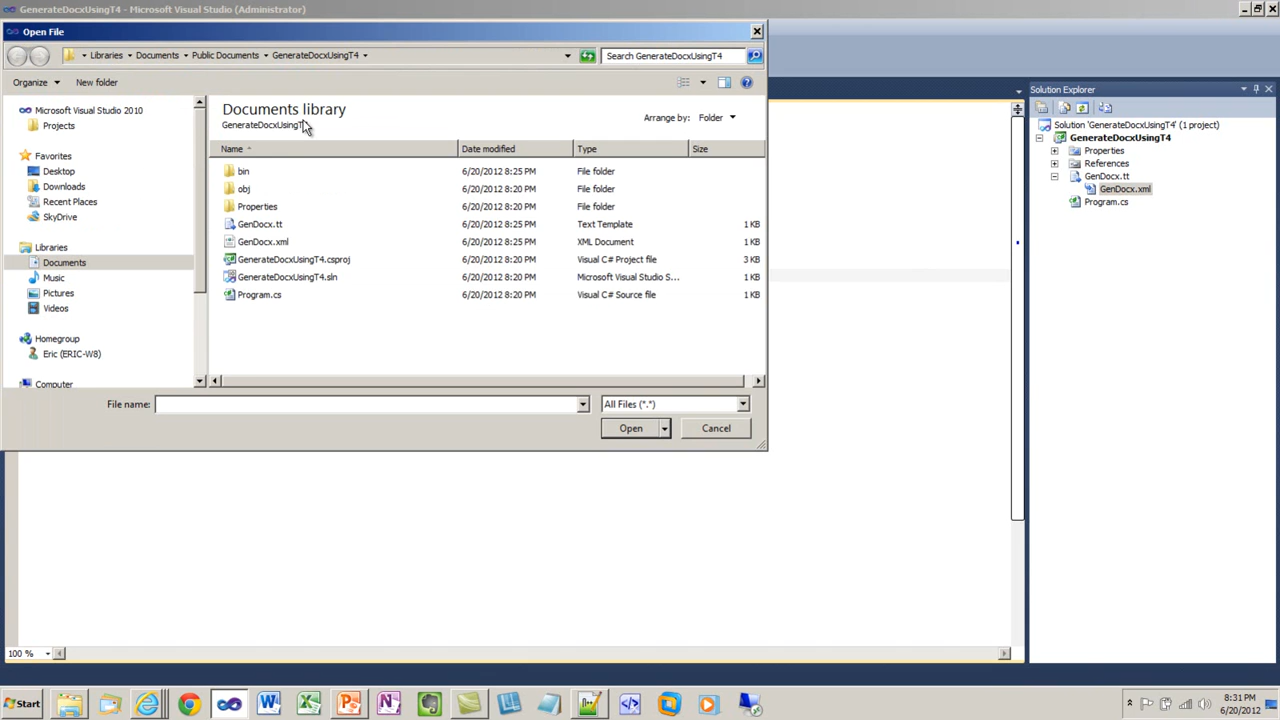 GenerateDocxUsingT4 - Microsoft Visual Studio (Administrator)
Open File
Libraries Documents Public Documents GenerateDocxUsingT4
Search GenerateDocxUsingT4
Organize New folder
Microsoft Visual Studio 2010
Projects
Favorites
Desktop
Downloads
Recent Places
SkyDrive
Libraries
Documents
Music
Pictures
Videos
Homegroup
Eric (ERIC-W8)
Computer
Documents library
GenerateDocxUsingT4
Arrange by: Folder
Name Date modified Type Size
bin 6/20/2012 8:25 PM File folder
obj 6/20/2012 8:20 PM File folder
Properties 6/20/2012 8:20 PM File folder
GenDocx.tt 6/20/2012 8:25 PM Text Template 1 KB
GenDocx.xml 6/20/2012 8:25 PM XML Document 1 KB
GenerateDocxUsingT4.csproj 6/20/2012 8:20 PM Visual C# Project file 3 KB
GenerateDocxUsingT4.sln 6/20/2012 8:20 PM Microsoft Visual Studio S... 1 KB
Program.cs 6/20/2012 8:20 PM Visual C# Source file 1 KB
File name:
All Files (*.*)
Open Cancel
Solution Explorer
Solution 'GenerateDocxUsingT4' (1 project)
GenerateDocxUsingT4
Properties
References
GenDocx.tt
GenDocx.xml
Program.cs
100 %
Start
8:31 PM
6/20/2012